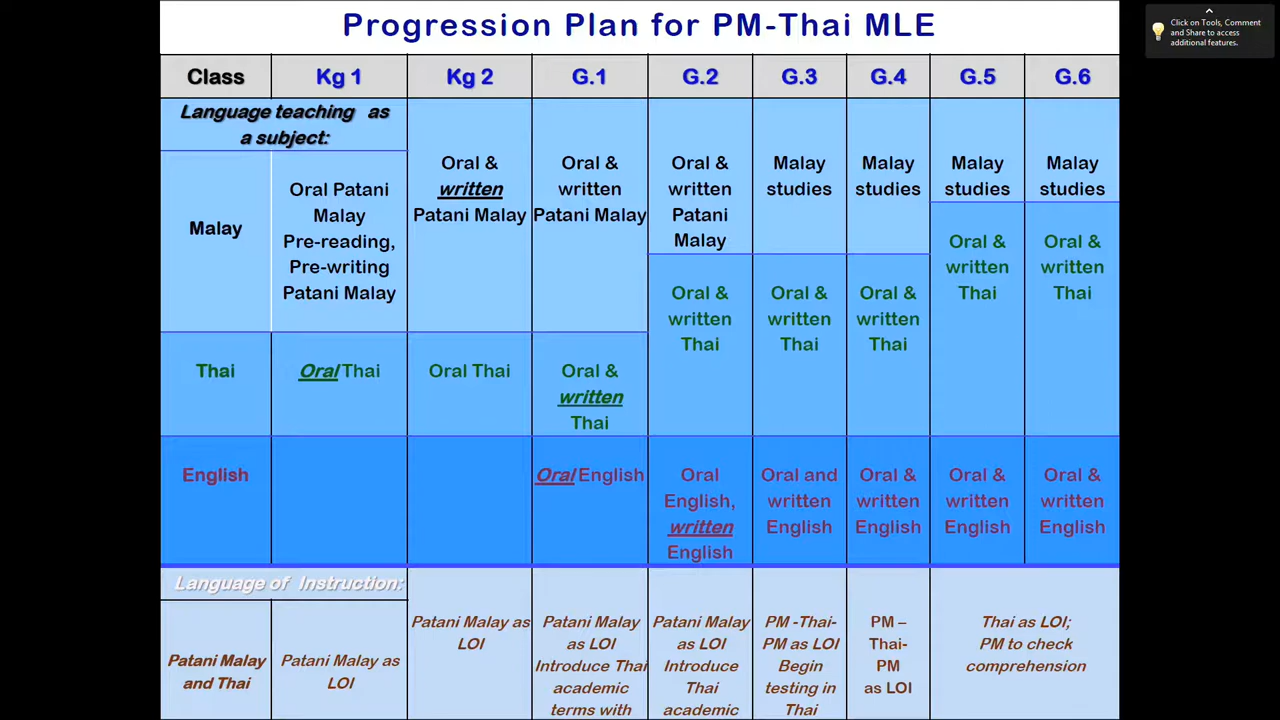 Progression Plan for PM-Thai MLE
Click on Tools, Comment
and Share to access
additional features.
Class Kg 1 Kg 2 G.1 G.2 G.3 G.4 G.5 G.6
Language teaching as
a subject:
Malay
Oral Patani
Malay
Pre-reading,
Pre-writing
Patani Malay
Oral &
written
Patani Malay
Oral &
written
Patani Malay
Oral &
written
Patani
Malay
Malay
studies
Malay
studies
Malay
studies
Malay
studies
Thai
Oral Thai
Oral Thai
Oral &
written
Thai
Oral &
written
Thai
Oral &
written
Thai
Oral &
written
Thai
Oral &
written
Thai
Oral &
written
Thai
English
Oral English
Oral
English,
written
English
Oral and
written
English
Oral &
written
English
Oral &
written
English
Oral &
written
English
Language of Instruction:
Patani Malay
and Thai
Patani Malay as
LOI
Patani Malay as
LOI
Patani Malay
as LOI
Introduce Thai
academic
terms with
Patani Malay
as LOI
Introduce
Thai
academic
PM -Thai-
PM as LOI
Begin
testing in
Thai
PM –
Thai-
PM
as LOI
Thai as LOI;
PM to check
comprehension